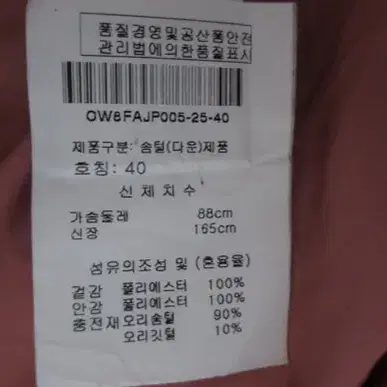 품질경영및공산품안전
관리법에의한품질표시
OW8FAJP005-25-40
제품구분: 솜털(다운)제품
호칭: 40
신체치수
가슴둘레 88cm
신장 165cm
섬유의조성 및 (혼용율)
겉감 폴리에스터 100%
안감 폴리에스터 100%
충전재 오리솜털 90%
오리깃털 10%